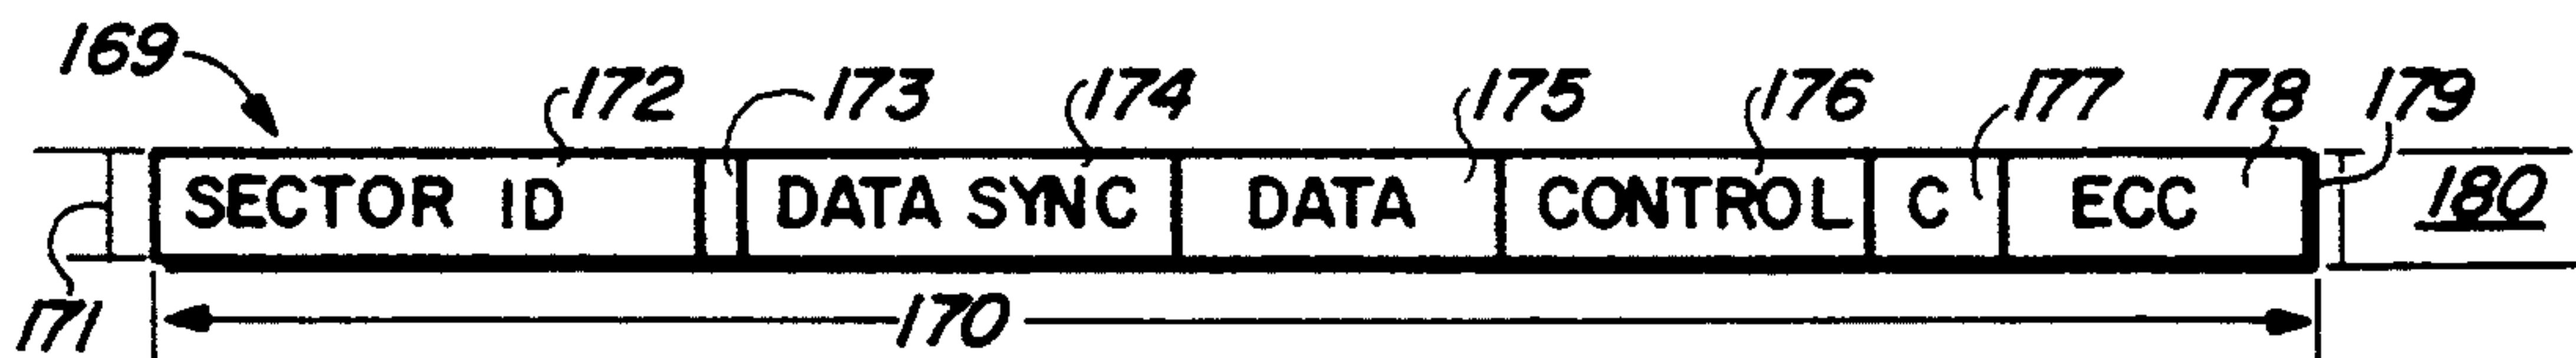 169
172 173 174 175 176 177 178 179
SECTOR ID DATA SYNC DATA CONTROL C ECC 180
171
170